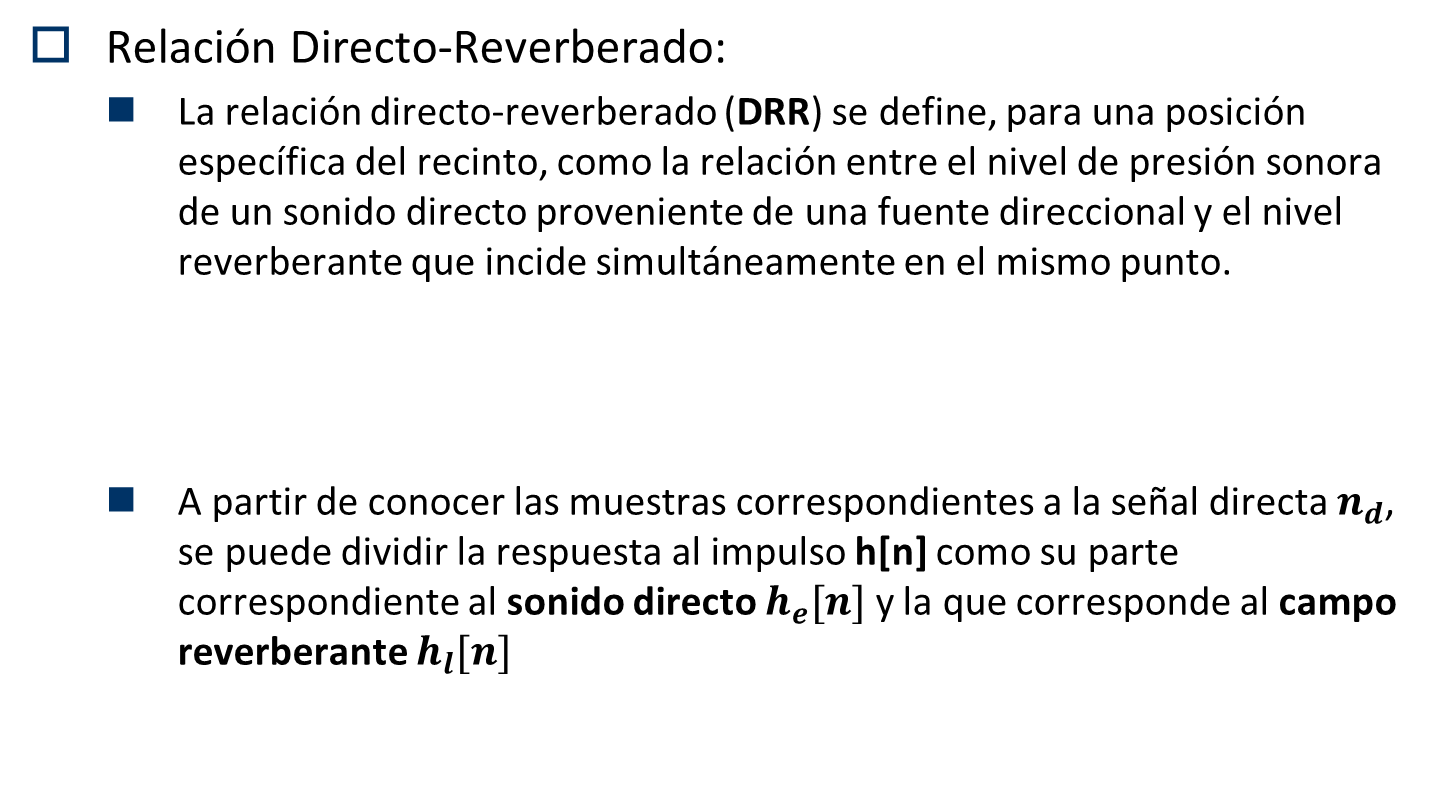 Relación Directo-Reverberado:
La relación directo-reverberado (DRR) se define, para una posición
específica del recinto, como la relación entre el nivel de presión sonora
de un sonido directo proveniente de una fuente direccional y el nivel
reverberante que incide simultáneamente en el mismo punto.
A partir de conocer las muestras correspondientes a la señal directa n_d,
se puede dividir la respuesta al impulso h[n] como su parte
correspondiente al sonido directo h_e[n] y la que corresponde al campo
reverberante h_l[n]